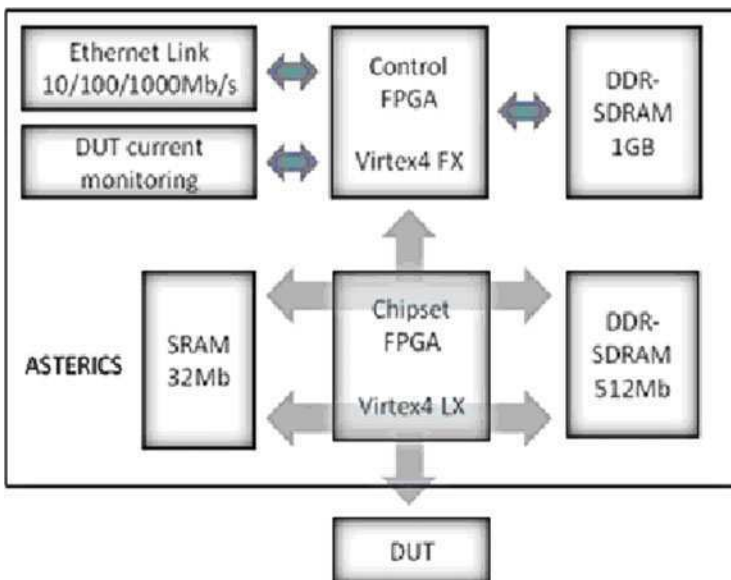 Ethernet Link
10/100/1000Mb/s
DUT current
monitoring
Control
FPGA
Virtex4 FX
DDR-
SDRAM
1GB
ASTERICS
SRAM
32Mb
Chipset
FPGA
Virtex4 LX
DDR-
SDRAM
512Mb
DUT